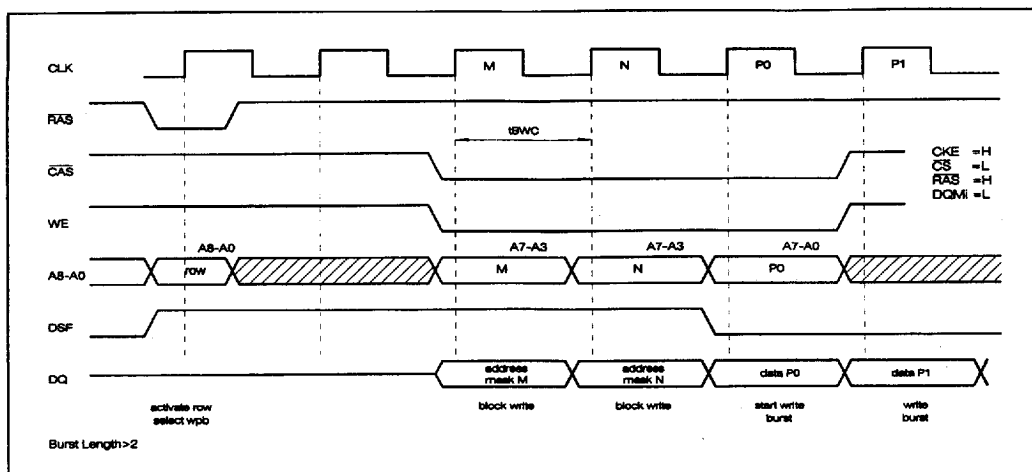 CLK M N P0 P1
RAS
tBWC
CAS
CKE =H
CS =L
RAS =H
DQMi =L
WE
A8-A0 A7-A3 A7-A3 A7-A0
A8-A0 row M N P0
DSF
DQ address mask M address mask N data P0 data P1
activate row
select wpb
block write
block write
start write
burst
write
burst
Burst Length>2